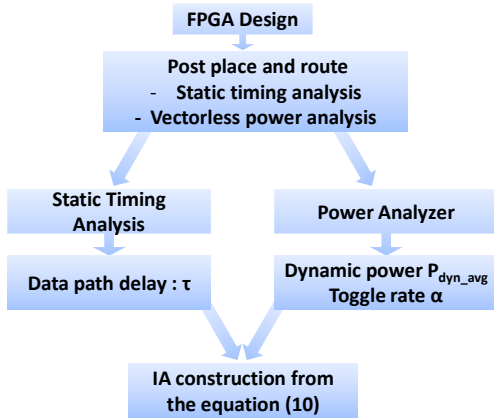 FPGA Design
Post place and route
- Static timing analysis
- Vectorless power analysis
Static Timing
Analysis
Power Analyzer
Data path delay : τ
Dynamic power P_dyn_avg
Toggle rate α
IA construction from
the equation (10)